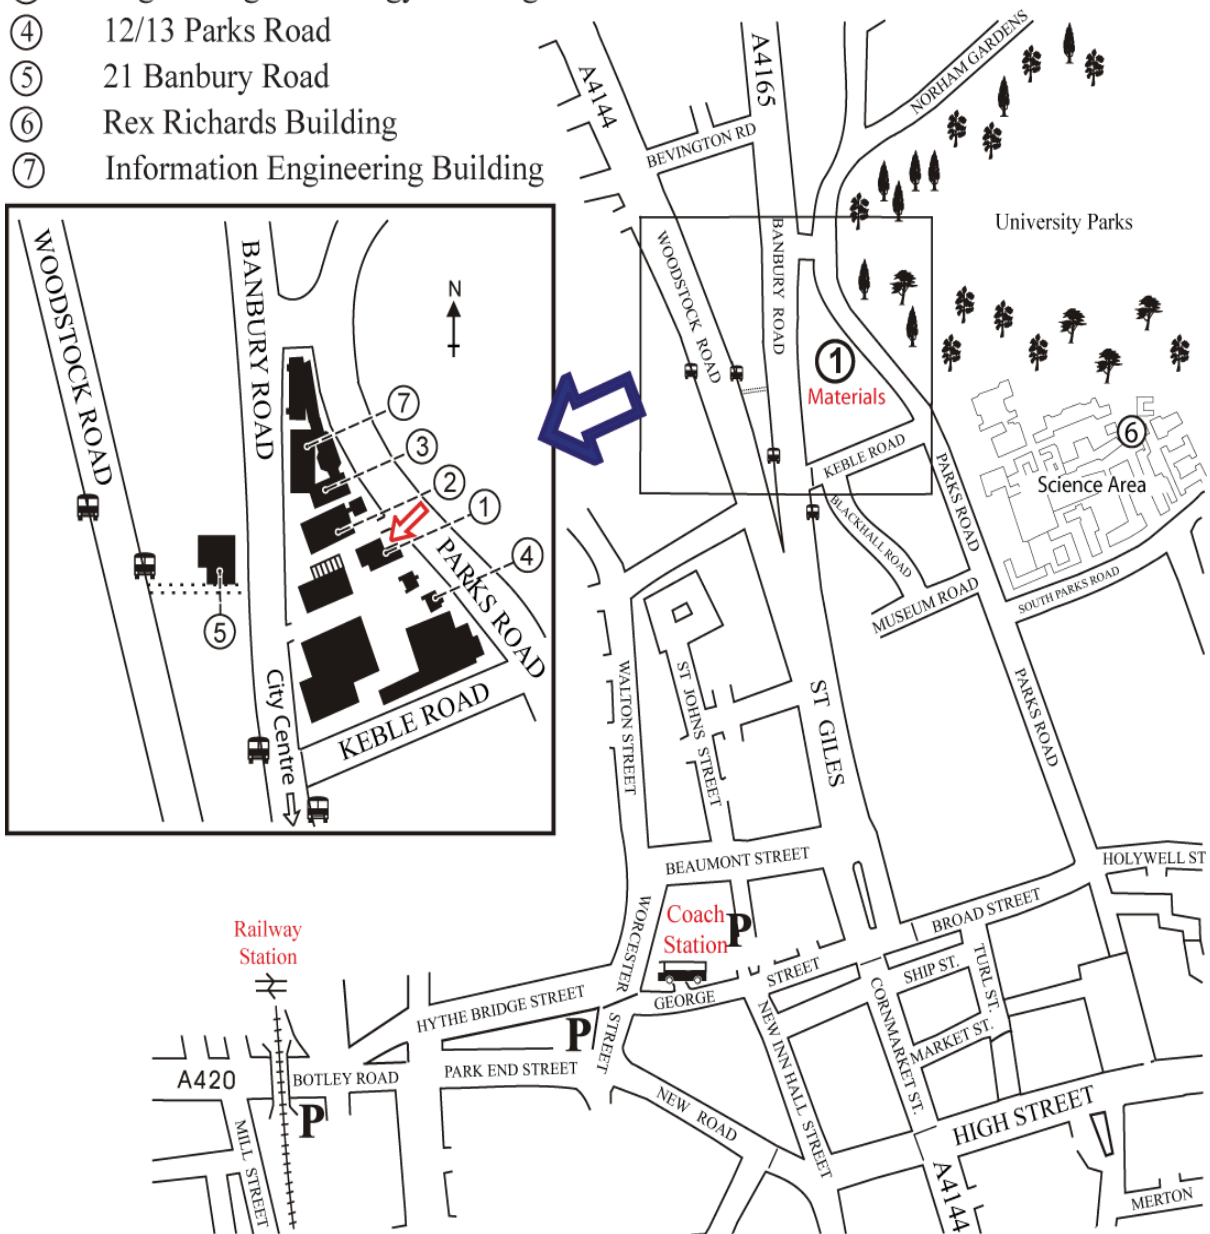 ④ 12/13 Parks Road
⑤ 21 Banbury Road
⑥ Rex Richards Building
⑦ Information Engineering Building
WOODSTOCK ROAD
BANBURY ROAD
N
7
3
2
1
4
5
PARKS ROAD
KEBLE ROAD
City Centre
A4144
A4165
NORHAM GARDENS
BEVINGTON RD
University Parks
WOODSTOCK ROAD
BANBURY ROAD
1
Materials
6
KEBLE ROAD
PARKS ROAD
Science Area
BLACKHALL ROAD
MUSEUM ROAD
SOUTH PARKS ROAD
WALTON STREET
ST JOHNS STREET
ST GILES
PARKS ROAD
BEAUMONT STREET
HOLYWELL ST
Railway
Station
WORCESTER
STREET
Coach
Station
P
BROAD STREET
GEORGE
STREET
SHIP ST.
TURL ST.
HYTHE BRIDGE STREET
P
CORNMARKET ST.
MARKET ST.
NEW INN HALL STREET
A420
BOTLEY ROAD
PARK END STREET
NEW ROAD
P
HIGH STREET
MILL STREET
A4144
MERTON